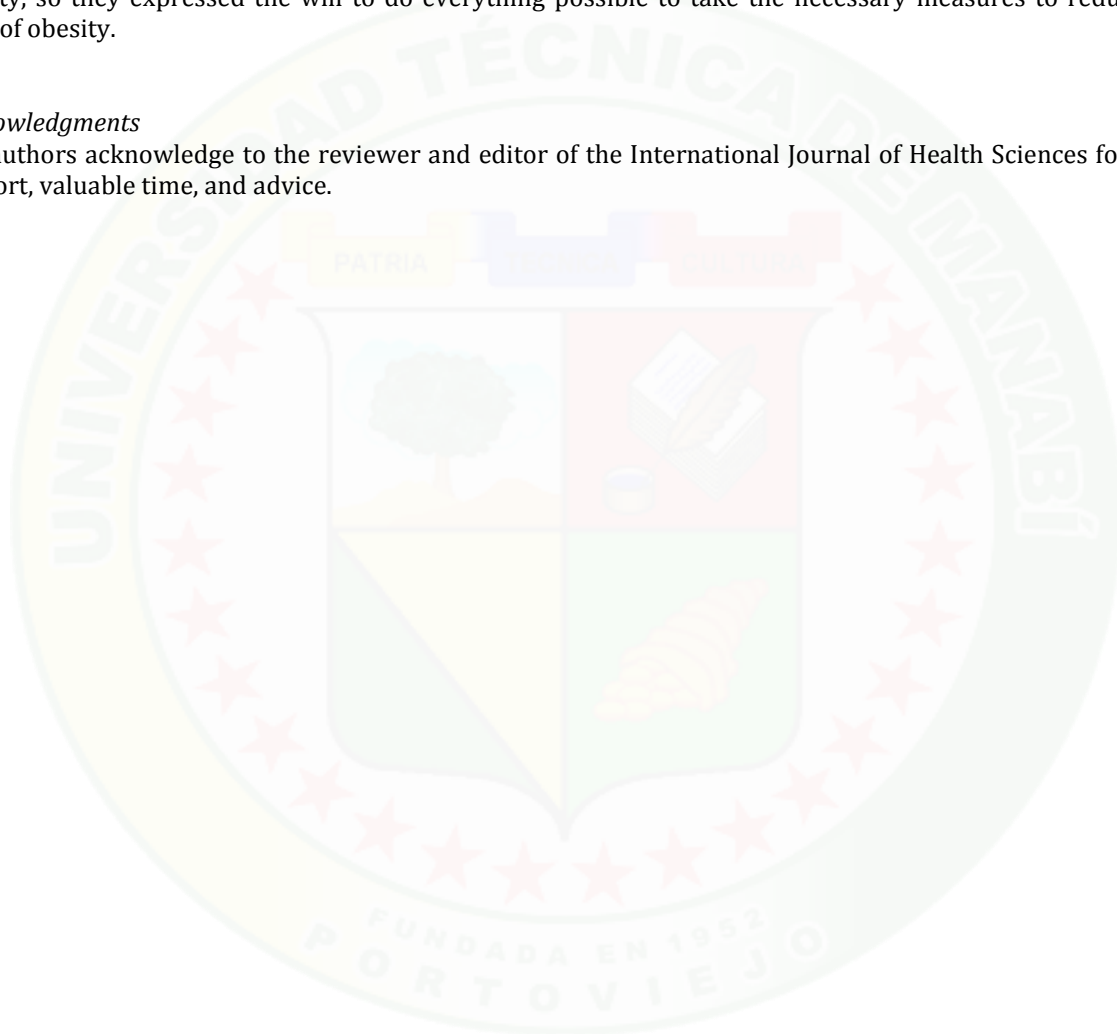 ty, so they expressed the will to do everything possible to take the necessary measures to redu
of obesity.
owledgments
uthors acknowledge to the reviewer and editor of the International Journal of Health Sciences fo
ort, valuable time, and advice.
UNIVERSIDAD TÉCNICA DE MANABÍ
PATRIA CULTURA
FUNDADA EN 1952
PORTOVIEJO